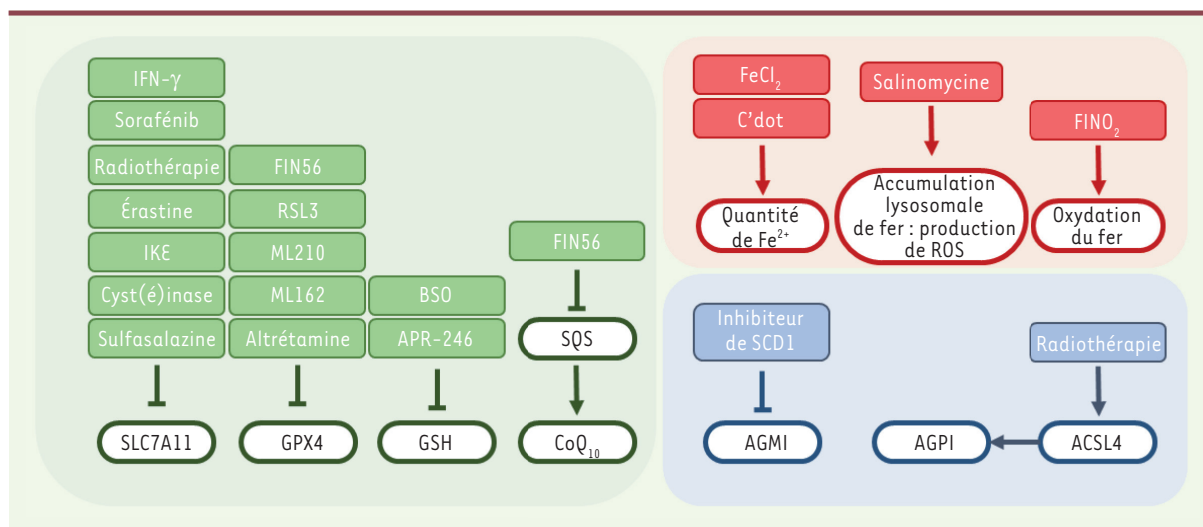 IFN-γ
Sorafénib
Radiothérapie
Érastine
IKE
Cyst(é)inase
Sulfasalazine
SLC7A11
FIN56
RSL3
ML210
ML162
Altrétamine
GPX4
BSO
APR-246
GSH
FIN56
SQS
CoQ₁₀
FeCl₂
C’dot
Quantité
de Fe²⁺
Salinomycine
Accumulation
lysosomale
de fer : production
de ROS
FINO₂
Oxydation
du fer
Inhibiteur
de SCD1
AGMI
AGPI
Radiothérapie
ACSL4